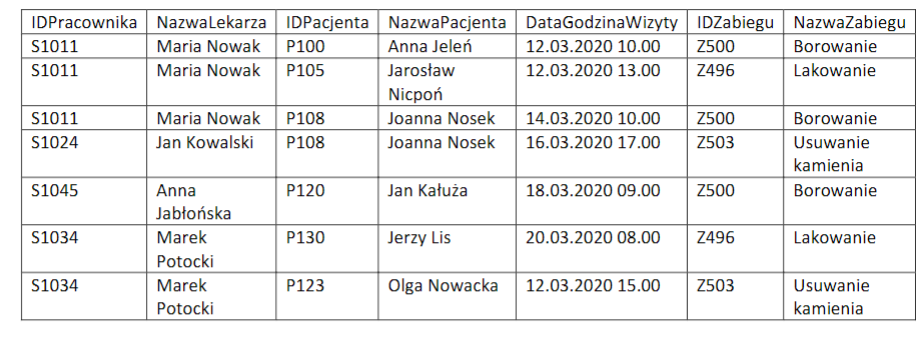 IDPracownika NazwaLekarza IDPacjenta NazwaPacjenta DataGodzinaWizyty IDZabiegu NazwaZabiegu
S1011 Maria Nowak P100 Anna Jeleń 12.03.2020 10.00 Z500 Borowanie
S1011 Maria Nowak P105 Jarosław 12.03.2020 13.00 Z496 Lakowanie
Nicpoń
S1011 Maria Nowak P108 Joanna Nosek 14.03.2020 10.00 Z500 Borowanie
S1024 Jan Kowalski P108 Joanna Nosek 16.03.2020 17.00 Z503 Usuwanie
kamienia
S1045 Anna P120 Jan Kałuża 18.03.2020 09.00 Z500 Borowanie
Jabłońska
S1034 Marek P130 Jerzy Lis 20.03.2020 08.00 Z496 Lakowanie
Potocki
S1034 Marek P123 Olga Nowacka 12.03.2020 15.00 Z503 Usuwanie
Potocki kamienia